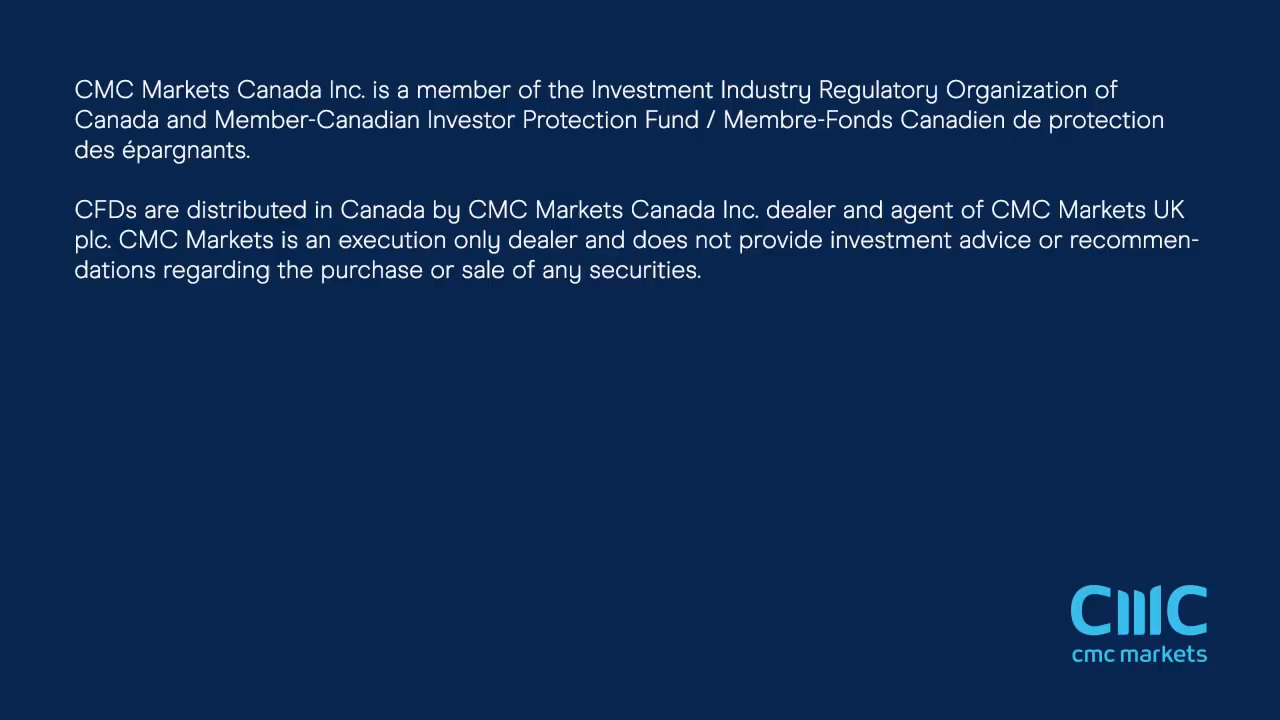 CMC Markets Canada Inc. is a member of the Investment Industry Regulatory Organization of
Canada and Member-Canadian Investor Protection Fund / Membre-Fonds Canadien de protection
des épargnants.
CFDs are distributed in Canada by CMC Markets Canada Inc. dealer and agent of CMC Markets UK
plc. CMC Markets is an execution only dealer and does not provide investment advice or recommen-
dations regarding the purchase or sale of any securities.
CMC
cmc markets